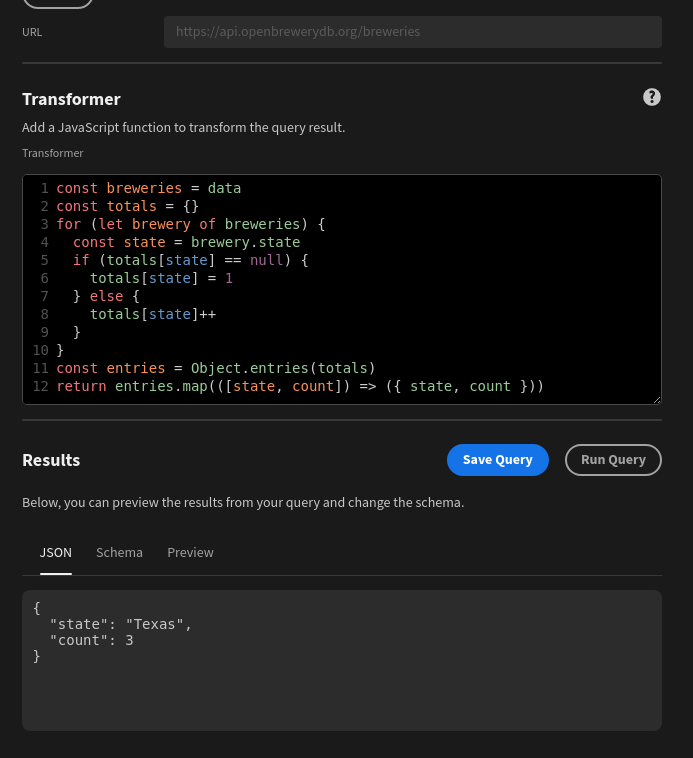 URL https://api.openbrewerydb.org/breweries
Transformer ?
Add a JavaScript function to transform the query result.
Transformer
1 const breweries = data
2 const totals = {}
3 for (let brewery of breweries) {
4   const state = brewery.state
5   if (totals[state] == null) {
6     totals[state] = 1
7   } else {
8     totals[state]++
9   }
10 }
11 const entries = Object.entries(totals)
12 return entries.map(([state, count]) => ({ state, count }))
Results Save Query Run Query
Below, you can preview the results from your query and change the schema.
JSON Schema Preview
{
  "state": "Texas",
  "count": 3
}